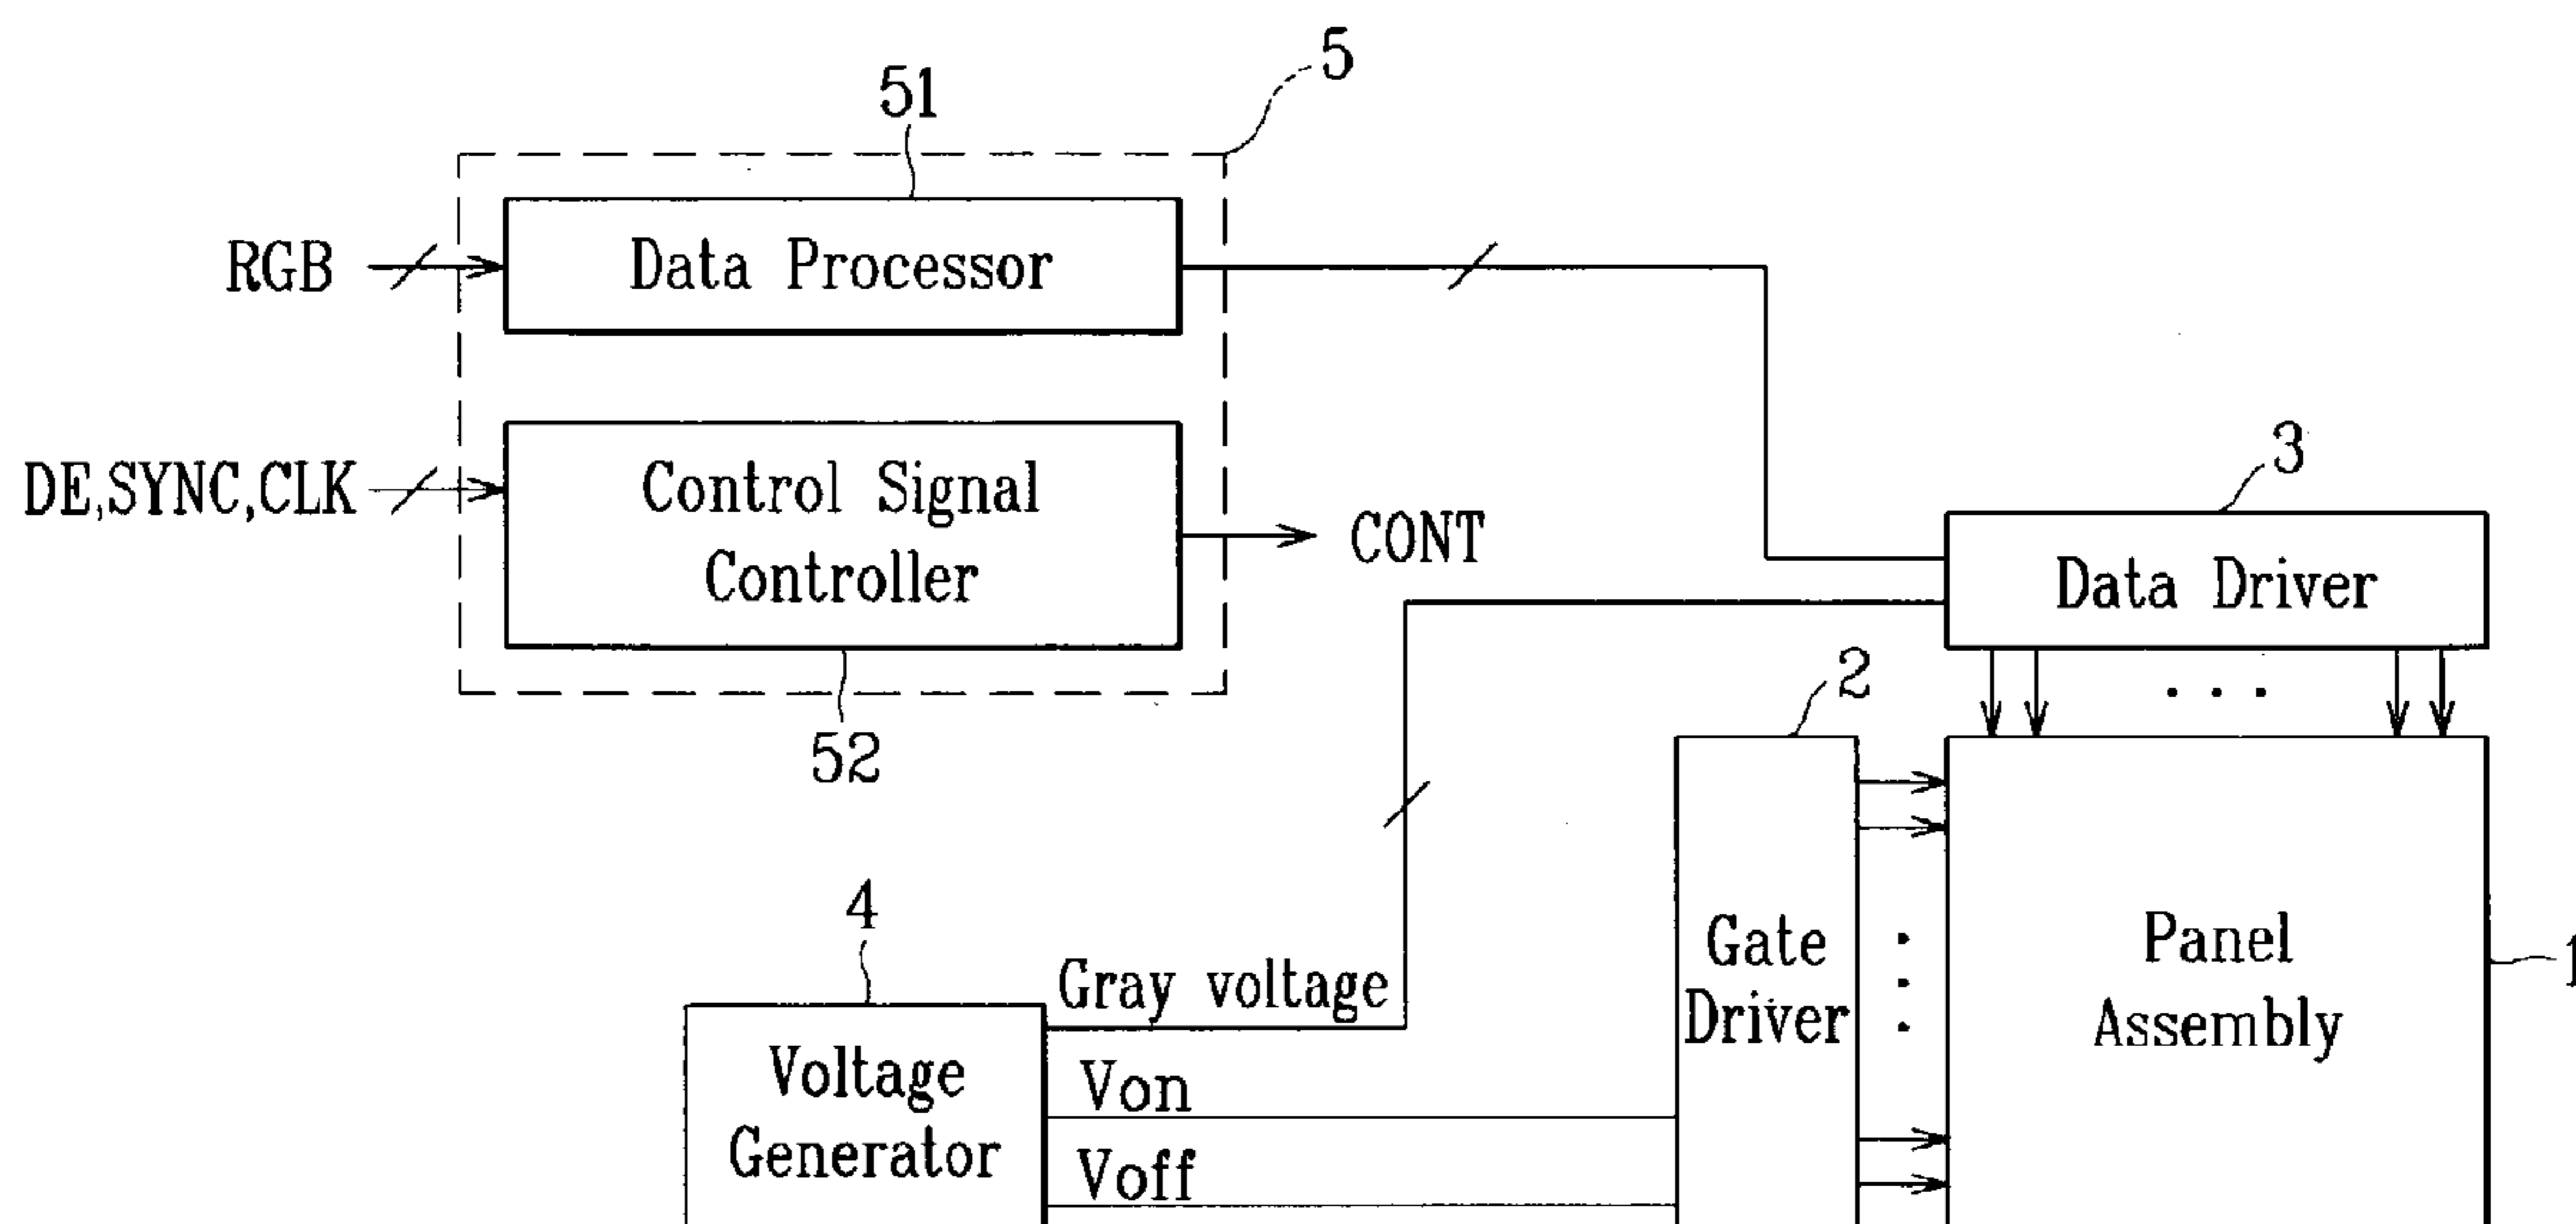 5
51
RGB
Data Processor
3
DE,SYNC,CLK
Control Signal
Controller
CONT
Data Driver
2
52
4
Gray voltage
Gate
Driver
Panel
Assembly
1
Voltage
Generator
Von
Voff